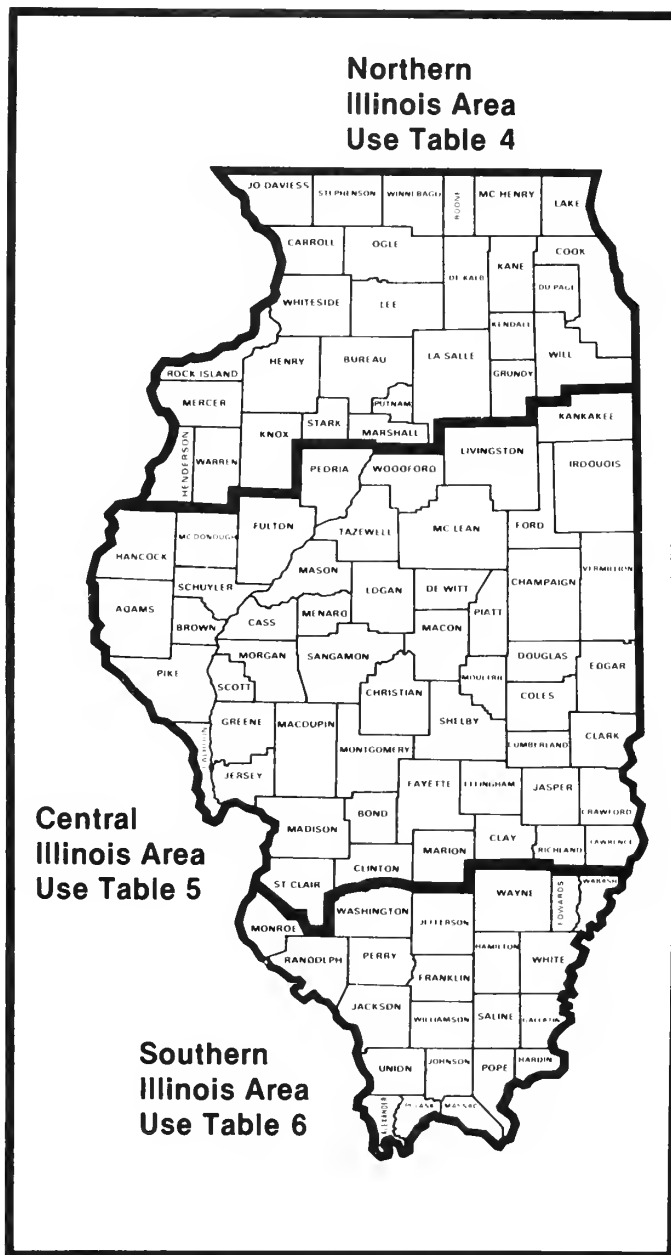 Northern
Illinois Area
Use Table 4
JO DAVIESS
STEPHENSON
WINNEBAGO
BOONE
MC HENRY
LAKE
CARROLL
OGLE
DE KALB
KANE
COOK
DU PAGE
WHITESIDE
LEE
KENDALL
WILL
ROCK ISLAND
HENRY
BUREAU
LA SALLE
GRUNDY
MERCER
PUTNAM
KNOX
STARK
MARSHALL
KANKAKEE
HENDERSON
WARREN
PEORIA
WOODFORD
LIVINGSTON
IROQUOIS
HANCOCK
MCDONOUGH
FULTON
TAZEWELL
MC LEAN
FORD
MASON
SCHUYLER
LOGAN
DE WITT
CHAMPAIGN
VERMILLION
ADAMS
BROWN
CASS
MENARD
MACON
PIATT
PIKE
MORGAN
SANGAMON
DOUGLAS
EDGAR
SCOTT
CHRISTIAN
MOULTRIE
COLES
GREENE
MACOUPIN
SHELBY
CUMBERLAND
CLARK
CALHOUN
MONTGOMERY
JERSEY
FAYETTE
EFFINGHAM
JASPER
CRAWFORD
Central
Illinois Area
Use Table 5
MADISON
BOND
CLAY
RICHLAND
LAWRENCE
ST CLAIR
CLINTON
MARION
WAYNE
EDWARDS
WABASH
MONROE
WASHINGTON
JEFFERSON
RANDOLPH
PERRY
HAMILTON
WHITE
FRANKLIN
JACKSON
WILLIAMSON
SALINE
GALLATIN
Southern
Illinois Area
Use Table 6
UNION
JOHNSON
POPE
HARDIN
ALEXANDER
PULASKI
MASSAC